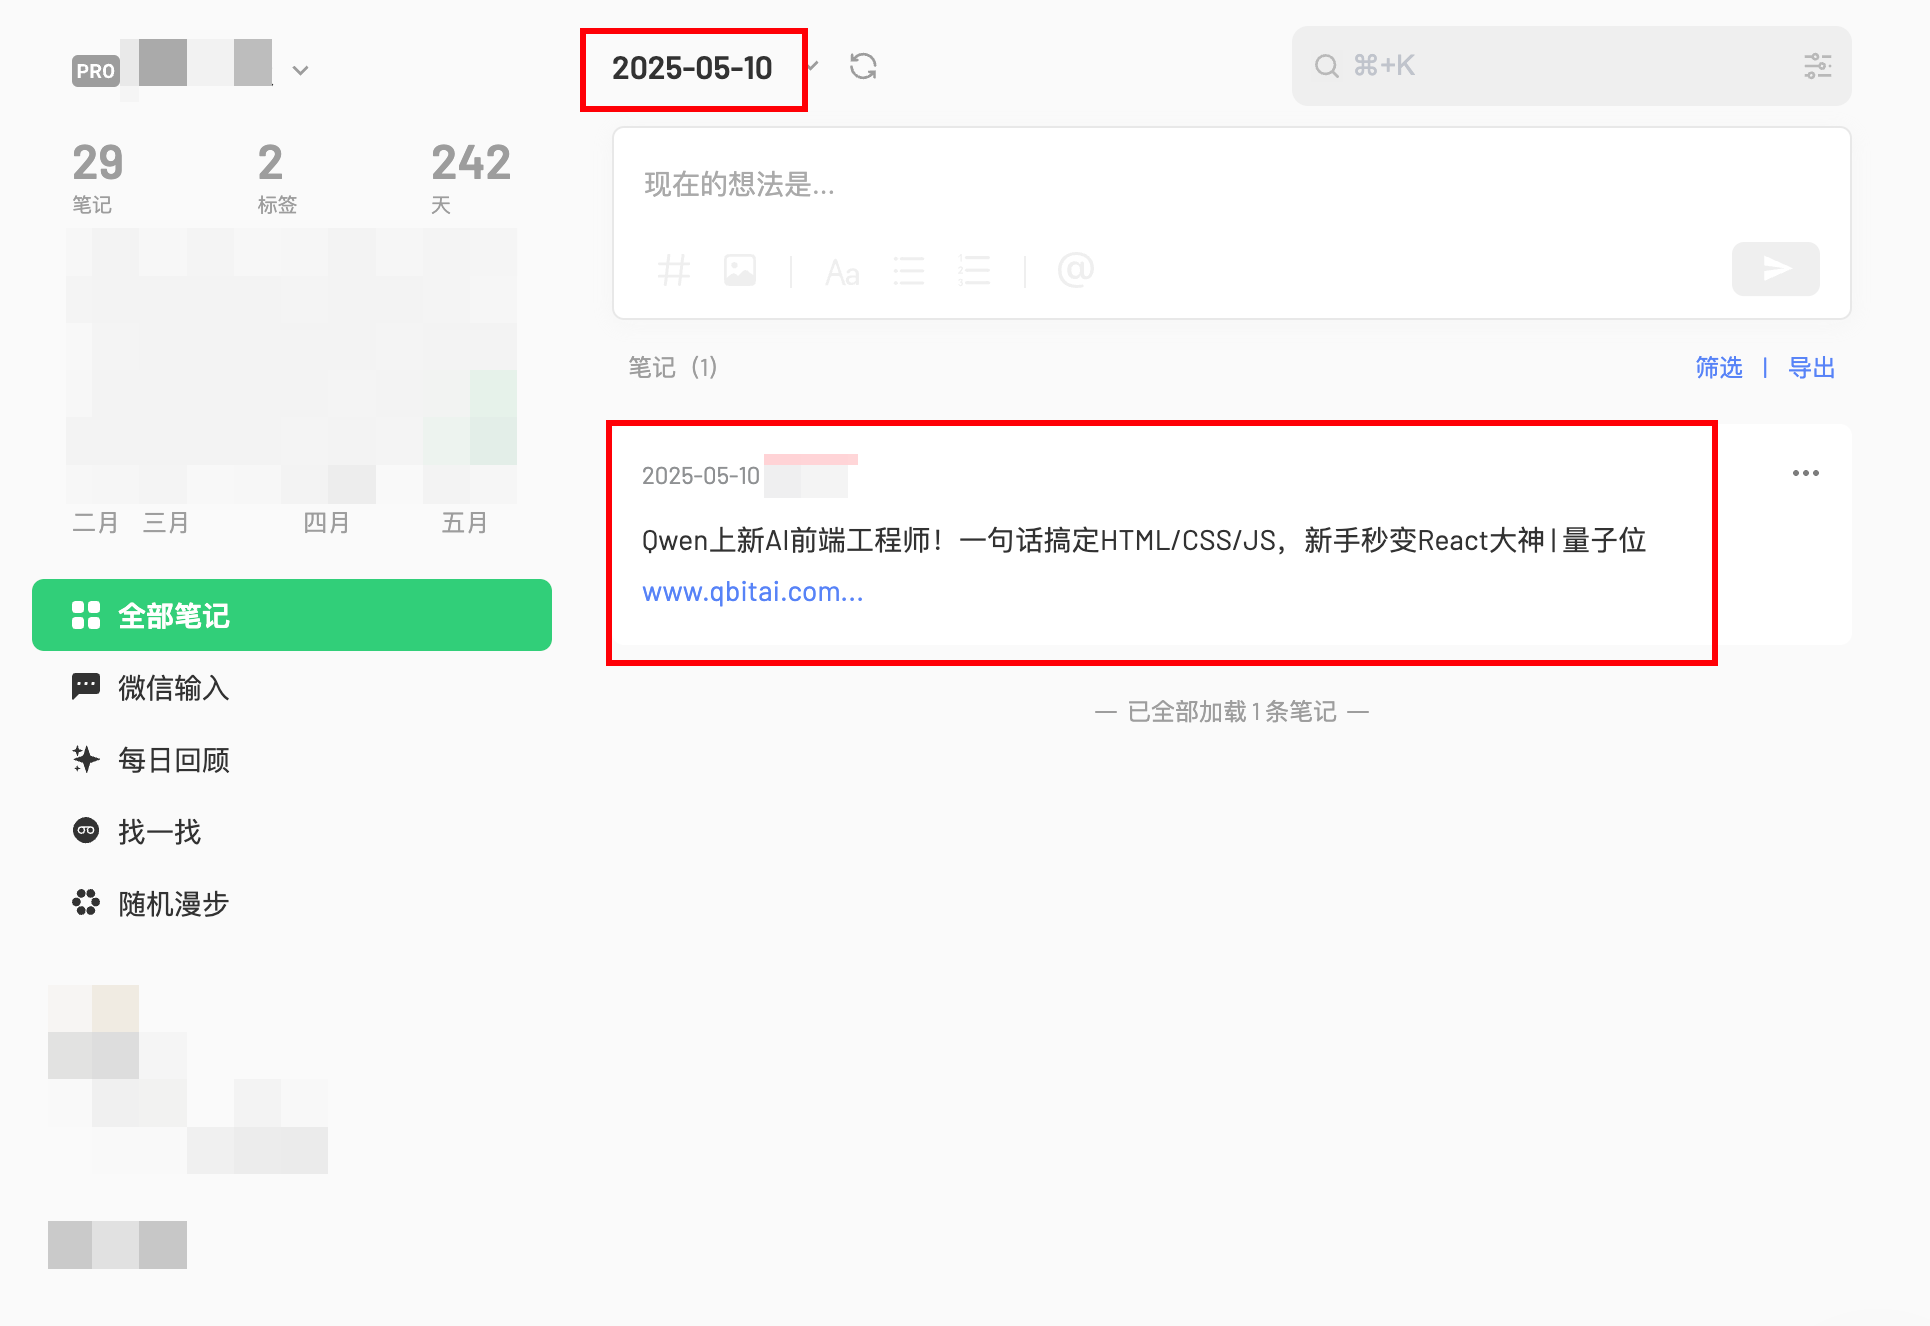 PRO
29
笔记
2
标签
242
天
二月 三月 四月 五月
全部笔记
微信输入
每日回顾
找一找
随机漫步
2025-05-10
⌘+K
现在的想法是...
Aa
@
笔记 (1)
筛选 | 导出
2025-05-10
Qwen上新AI前端工程师！一句话搞定HTML/CSS/JS，新手秒变React大神 | 量子位
www.qbitai.com...
— 已全部加载 1 条笔记 —